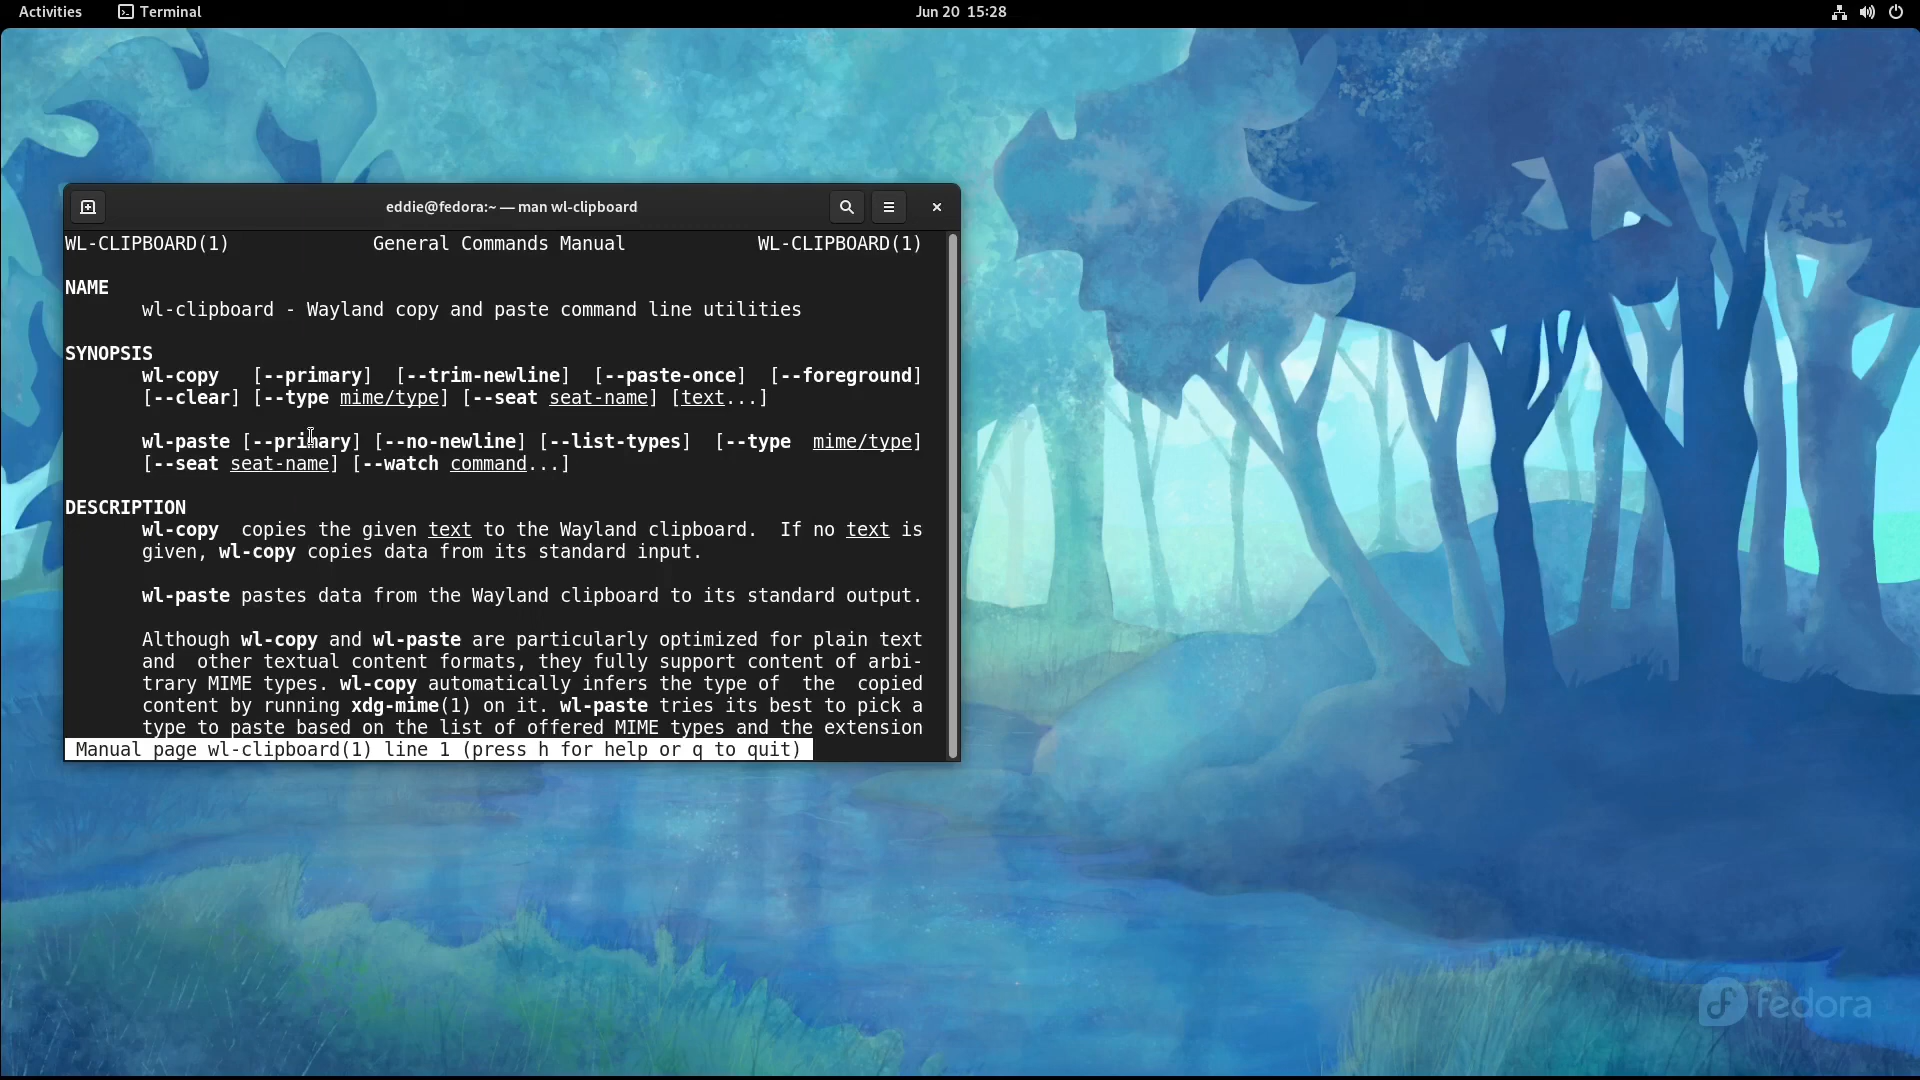 Activities Terminal Jun 20 15:28
eddie@fedora:~ — man wl-clipboard
WL-CLIPBOARD(1) General Commands Manual WL-CLIPBOARD(1)
NAME
wl-clipboard - Wayland copy and paste command line utilities
SYNOPSIS
wl-copy [--primary] [--trim-newline] [--paste-once] [--foreground]
[--clear] [--type mime/type] [--seat seat-name] [text...]
wl-paste [--primary] [--no-newline] [--list-types] [--type mime/type]
[--seat seat-name] [--watch command...]
DESCRIPTION
wl-copy copies the given text to the Wayland clipboard. If no text is
given, wl-copy copies data from its standard input.
wl-paste pastes data from the Wayland clipboard to its standard output.
Although wl-copy and wl-paste are particularly optimized for plain text
and other textual content formats, they fully support content of arbi-
trary MIME types. wl-copy automatically infers the type of the copied
content by running xdg-mime(1) on it. wl-paste tries its best to pick a
type to paste based on the list of offered MIME types and the extension
Manual page wl-clipboard(1) line 1 (press h for help or q to quit)
fedora